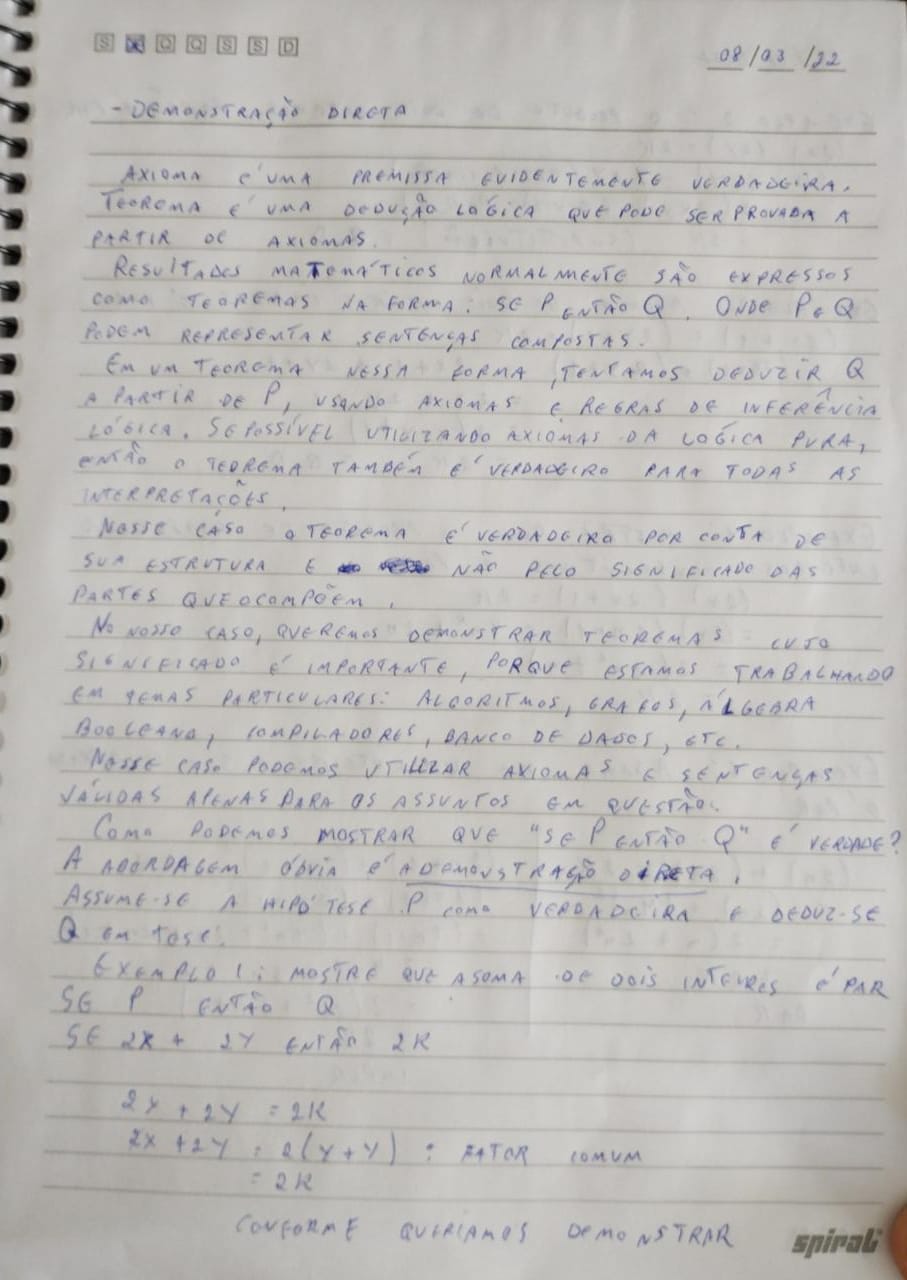 S S Q Q S S D
08/03/22
- DEMONSTRAÇÃO DIRETA
AXIOMA É UMA PREMISSA EVIDENTEMENTE VERDADEIRA.
TEOREMA É UMA DEDUÇÃO LÓGICA QUE PODE SER PROVADA A
PARTIR DE AXIOMAS.
RESULTADOS MATEMÁTICOS NORMALMENTE SÃO EXPRESSOS
COMO TEOREMAS NA FORMA: SE P ENTÃO Q. ONDE P E Q
PODEM REPRESENTAR SENTENÇAS COMPOSTAS.
EM UM TEOREMA NESSA FORMA, TENTAMOS DEDUZIR Q
A PARTIR DE P, USANDO AXIOMAS E REGRAS DE INFERÊNCIA
LÓGICA. SE POSSÍVEL UTILIZANDO AXIOMAS DA LOGÍCA PURA,
ENTÃO O TEOREMA TAMBÉM É VERDADEIRO PARA TODAS AS
INTERPRETAÇÕES.
NESSE CASO O TEOREMA É VERDADEIRO POR CONTA DE
SUA ESTRUTURA E NÃO PELO SIGNIFICADO DAS
PARTES QUE O COMPÕEM.
NO NOSSO CASO, QUEREMOS DEMONSTRAR TEOREMAS CUJO
SIGNIFICADO É IMPORTANTE, PORQUE ESTAMOS TRABALHANDO
EM TEMAS PARTICULARES: ALGORITMOS, GRAFOS, ÁLGEBRA
BOOLEANA, COMPILADORES, BANCO DE DADOS, ETC.
NESSE CASO PODEMOS UTILIZAR AXIOMAS E SENTENÇAS
VÁLIDAS APENAS PARA OS ASSUNTOS EM QUESTÃO.
COMO PODEMOS MOSTRAR QUE "SE P ENTÃO Q" É VERDADE?
A ABORDAGEM ÓBVIA É A DEMONSTRAÇÃO DIRETA.
ASSUME-SE A HIPÓTESE P COMO VERDADEIRA E DEDUZ-SE
Q EM TESE.
EXEMPLO 1: MOSTRE QUE A SOMA DE DOIS INTEIROS É PAR
SE P ENTÃO Q
SE 2X + 2Y ENTÃO 2K
2X + 2Y = 2K
2X + 2Y = 2(Y + Y) : FATOR COMUM
= 2K
CONFORME QUERIAMOS DEMONSTRAR
spiral